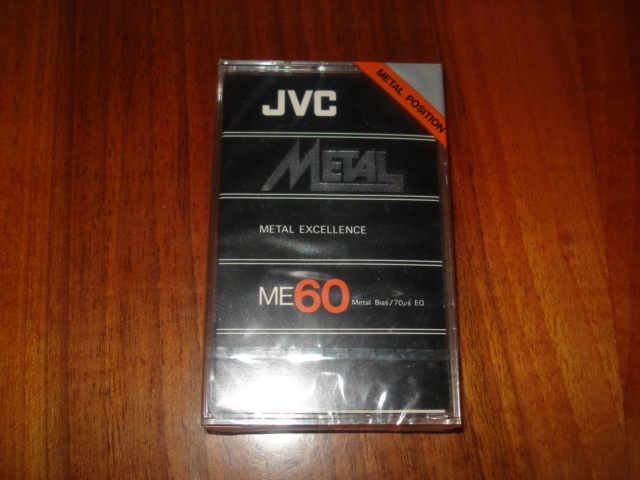 JVC
METAL POSITION
METAL
METAL EXCELLENCE
ME60 Metal Bias/70μs EQ